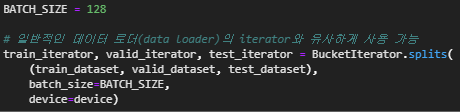 BATCH_SIZE = 128
# 일반적인 데이터 로더(data loader)의 iterator와 유사하게 사용 가능
train_iterator, valid_iterator, test_iterator = BucketIterator.splits(
(train_dataset, valid_dataset, test_dataset),
batch_size=BATCH_SIZE,
device=device)